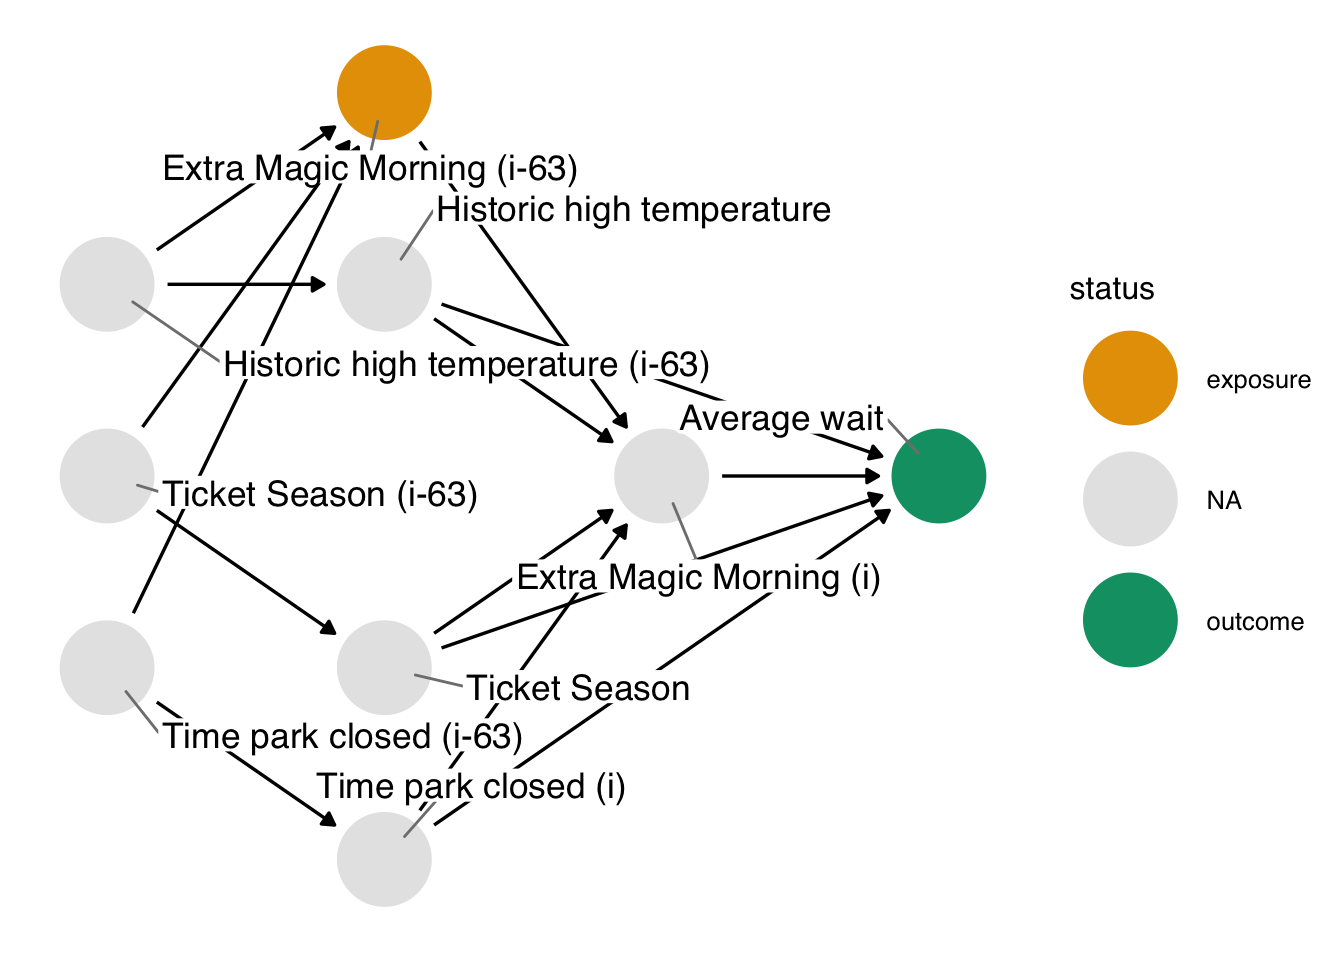 Extra Magic Morning (i-63)
Historic high temperature
Historic high temperature (i-63)
Average wait
Ticket Season (i-63)
Extra Magic Morning (i)
Ticket Season
Time park closed (i-63)
Time park closed (i)
status
exposure
NA
outcome